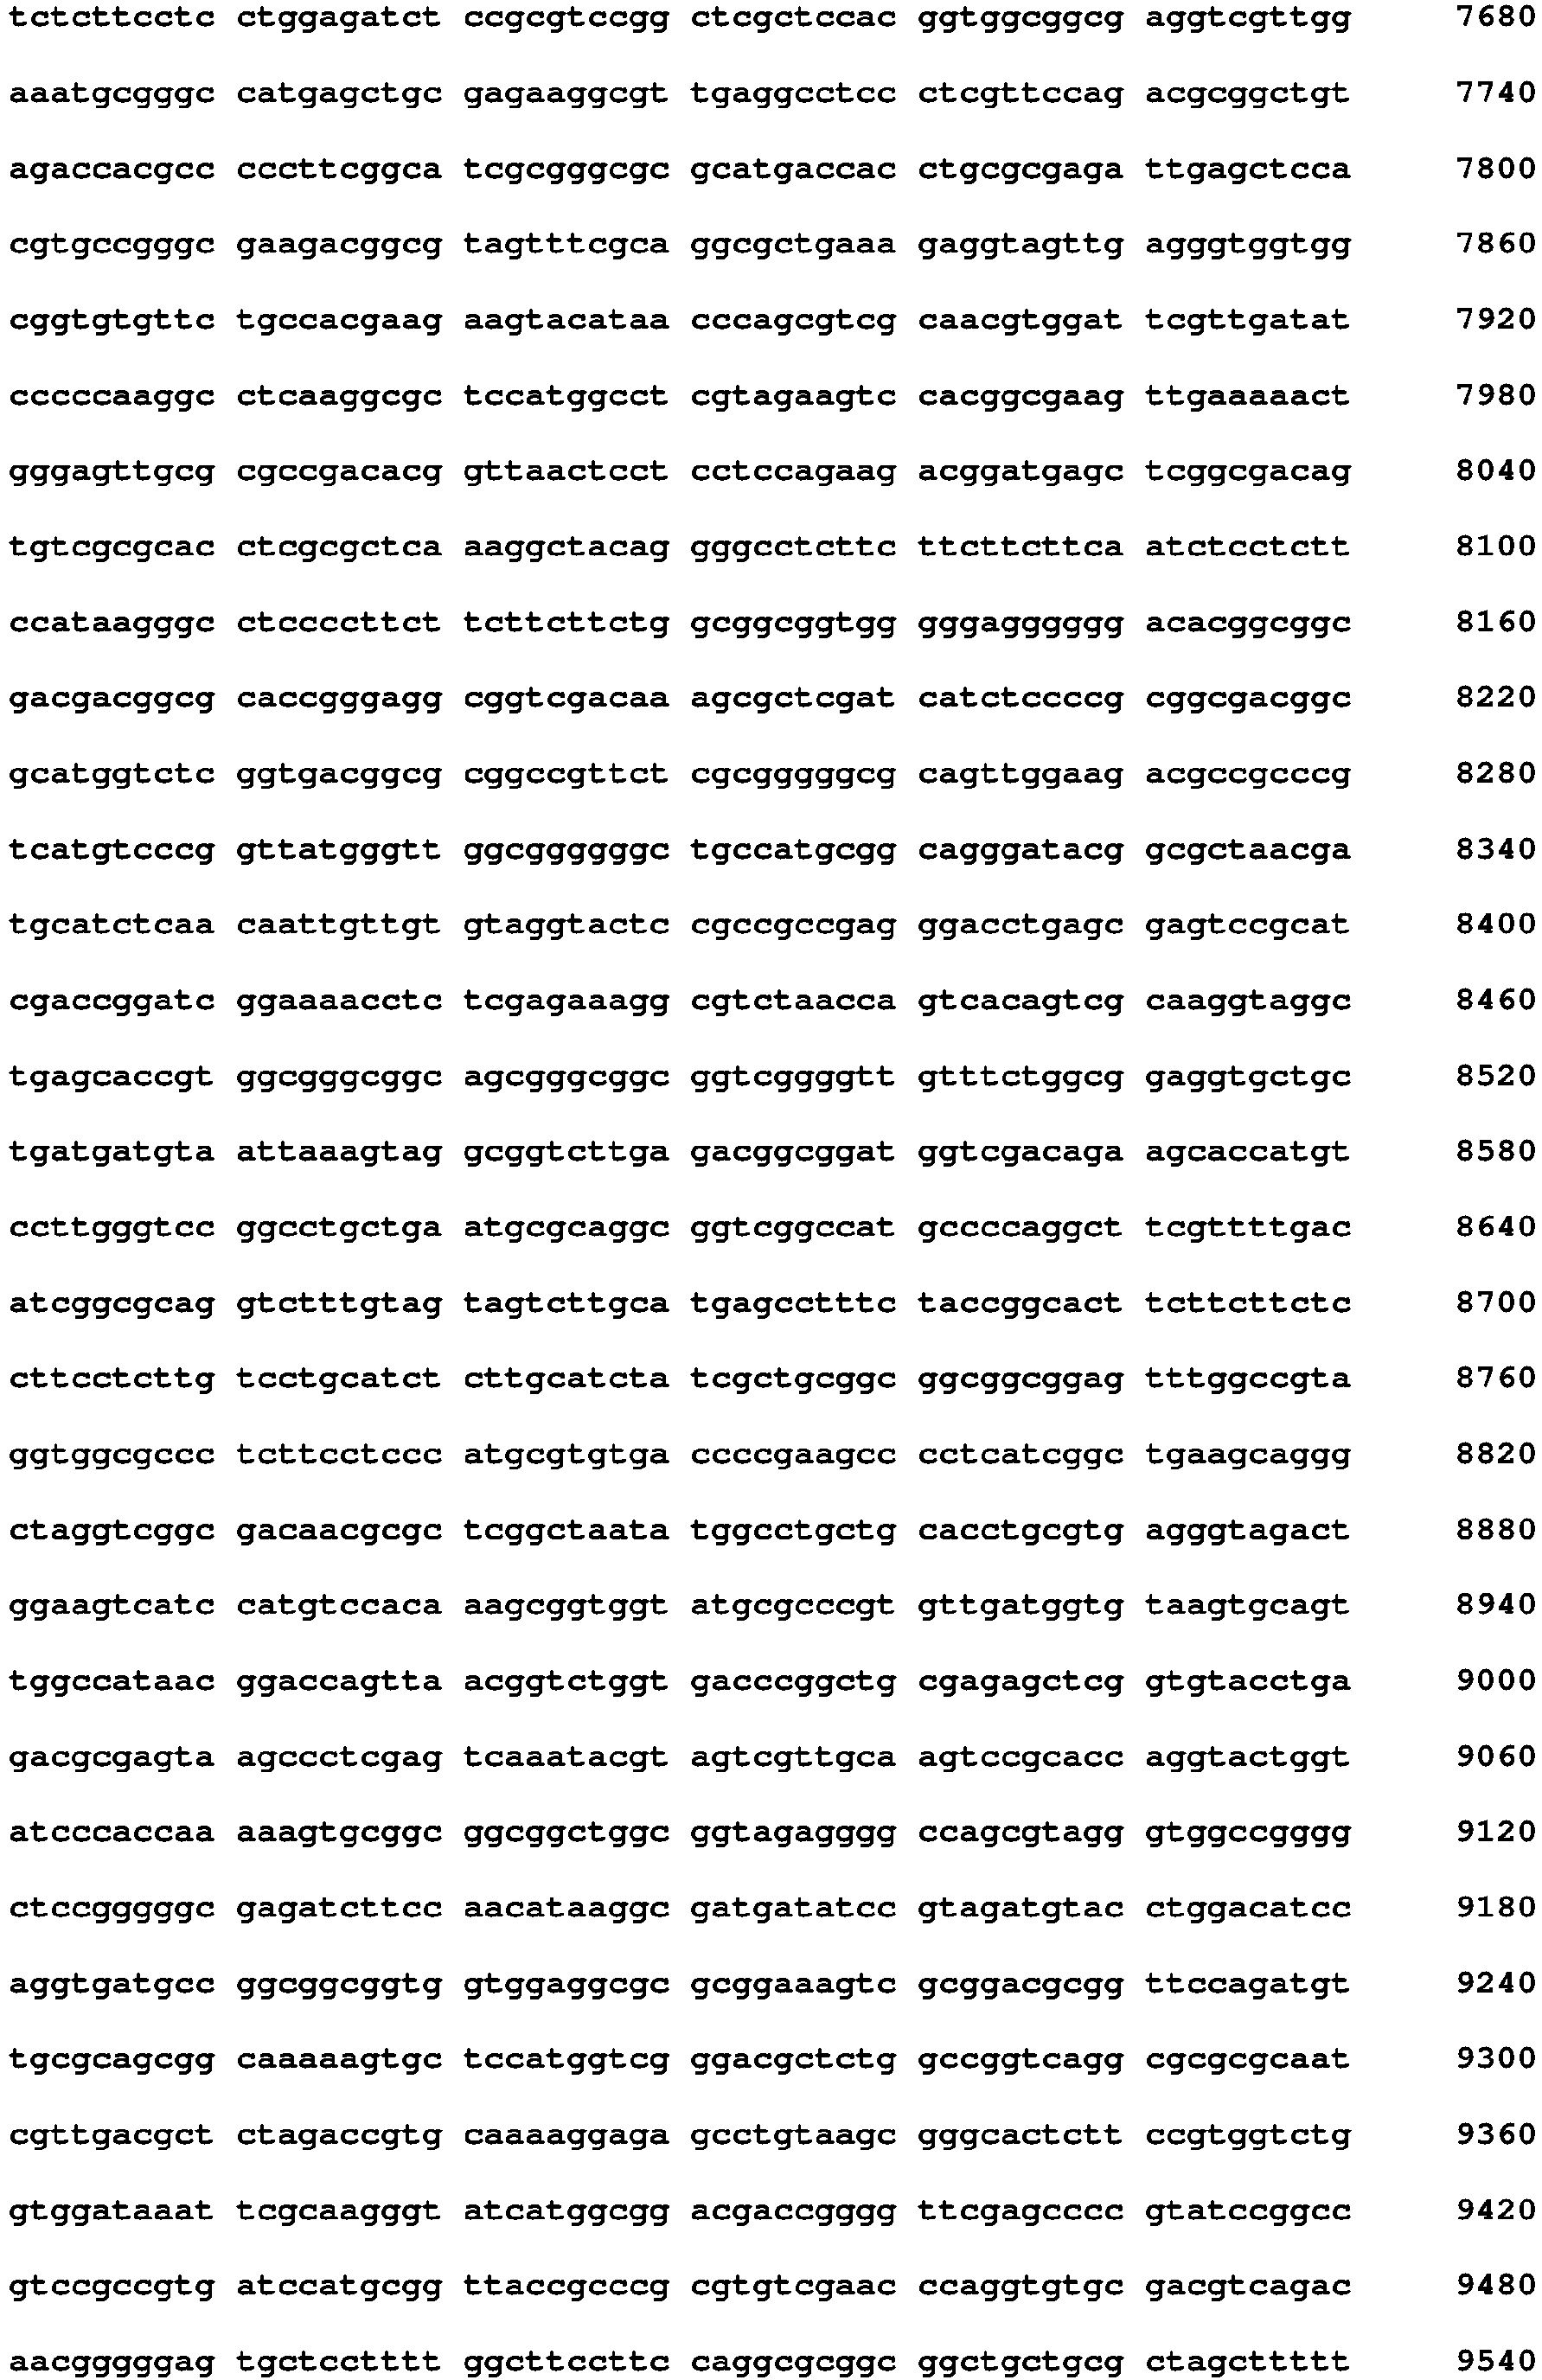 tctcttcctc ctggagatct ccgcgtccgg ctcgctccac ggtggcggcg aggtcgttgg 7680
aaatgcgggc catgagctgc gagaaggcgt tgaggcctcc ctcgttccag acgcggctgt 7740
agaccacgcc cccttcggca tcgcgggcgc gcatgaccac ctgcgcgaga ttgagctcca 7800
cgtgccgggc gaagacggcg tagtttcgca ggcgctgaaa gaggtagttg agggtggtgg 7860
cggtgtgttc tgccacgaag aagtacataa cccagcgtcg caacgtggat tcgttgatat 7920
cccccaaggc ctcaaggcgc tccatggcct cgtagaagtc cacggcgaag ttgaaaaact 7980
gggagttgcg cgccgacacg gttaactcct cctccagaag acggatgagc tcggcgacag 8040
tgtcgcgcac ctcgcgctca aaggctacag gggcctcttc ttcttcttca atctcctctt 8100
ccataagggc ctccccttct tcttcttctg gcggcggtgg gggagggggg acacggcggc 8160
gacgacggcg caccgggagg cggtcgacaa agcgctcgat catctccccg cggcgacggc 8220
gcatggtctc ggtgacggcg cggccgttct cgcgggggcg cagttggaag acgccgcccg 8280
tcatgtcccg gttatgggtt ggcggggggc tgccatgcgg cagggatacg gcgctaacga 8340
tgcatctcaa caattgttgt gtaggtactc cgccgccgag ggacctgagc gagtccgcat 8400
cgaccggatc ggaaaacctc tcgagaaagg cgtctaacca gtcacagtcg caaggtaggc 8460
tgagcaccgt ggcgggcggc agcgggcggc ggtcggggtt gtttctggcg gaggtgctgc 8520
tgatgatgta attaaagtag gcggtcttga gacggcggat ggtcgacaga agcaccatgt 8580
ccttgggtcc ggcctgctga atgcgcaggc ggtcggccat gccccaggct tcgttttgac 8640
atcggcgcag gtctttgtag tagtcttgca tgagcctttc taccggcact tcttcttctc 8700
cttcctcttg tcctgcatct cttgcatcta tcgctgcggc ggcggcggag tttggccgta 8760
ggtggcgccc tcttcctccc atgcgtgtga ccccgaagcc cctcatcggc tgaagcaggg 8820
ctaggtcggc gacaacgcgc tcggctaata tggcctgctg cacctgcgtg agggtagact 8880
ggaagtcatc catgtccaca aagcggtggt atgcgcccgt gttgatggtg taagtgcagt 8940
tggccataac ggaccagtta acggtctggt gacccggctg cgagagctcg gtgtacctga 9000
gacgcgagta agccctcgag tcaaatacgt agtcgttgca agtccgcacc aggtactggt 9060
atcccaccaa aaagtgcggc ggcggctggc ggtagagggg ccagcgtagg gtggccgggg 9120
ctccgggggc gagatcttcc aacataaggc gatgatatcc gtagatgtac ctggacatcc 9180
aggtgatgcc ggcggcggtg gtggaggcgc gcggaaagtc gcggacgcgg ttccagatgt 9240
tgcgcagcgg caaaaagtgc tccatggtcg ggacgctctg gccggtcagg cgcgcgcaat 9300
cgttgacgct ctagaccgtg caaaaggaga gcctgtaagc gggcactctt ccgtggtctg 9360
gtggataaat tcgcaagggt atcatggcgg acgaccgggg ttcgagcccc gtatccggcc 9420
gtccgccgtg atccatgcgg ttaccgcccg cgtgtcgaac ccaggtgtgc gacgtcagac 9480
aacgggggag tgctcctttt ggcttccttc caggcgcggc ggctgctgcg ctagcttttt 9540